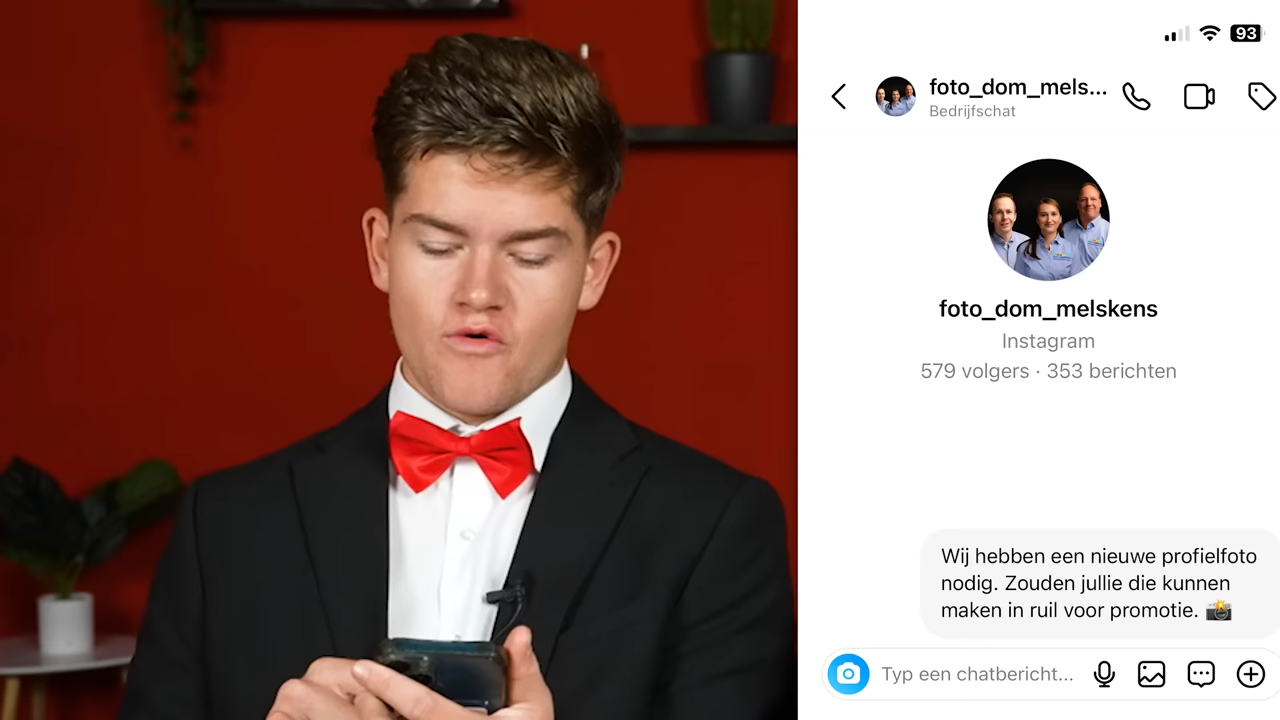 93
foto_dom_mels...
Bedrijfschat
foto_dom_melskens
Instagram
579 volgers · 353 berichten
Wij hebben een nieuwe profielfoto
nodig. Zouden jullie die kunnen
maken in ruil voor promotie. 📸
Typ een chatbericht...